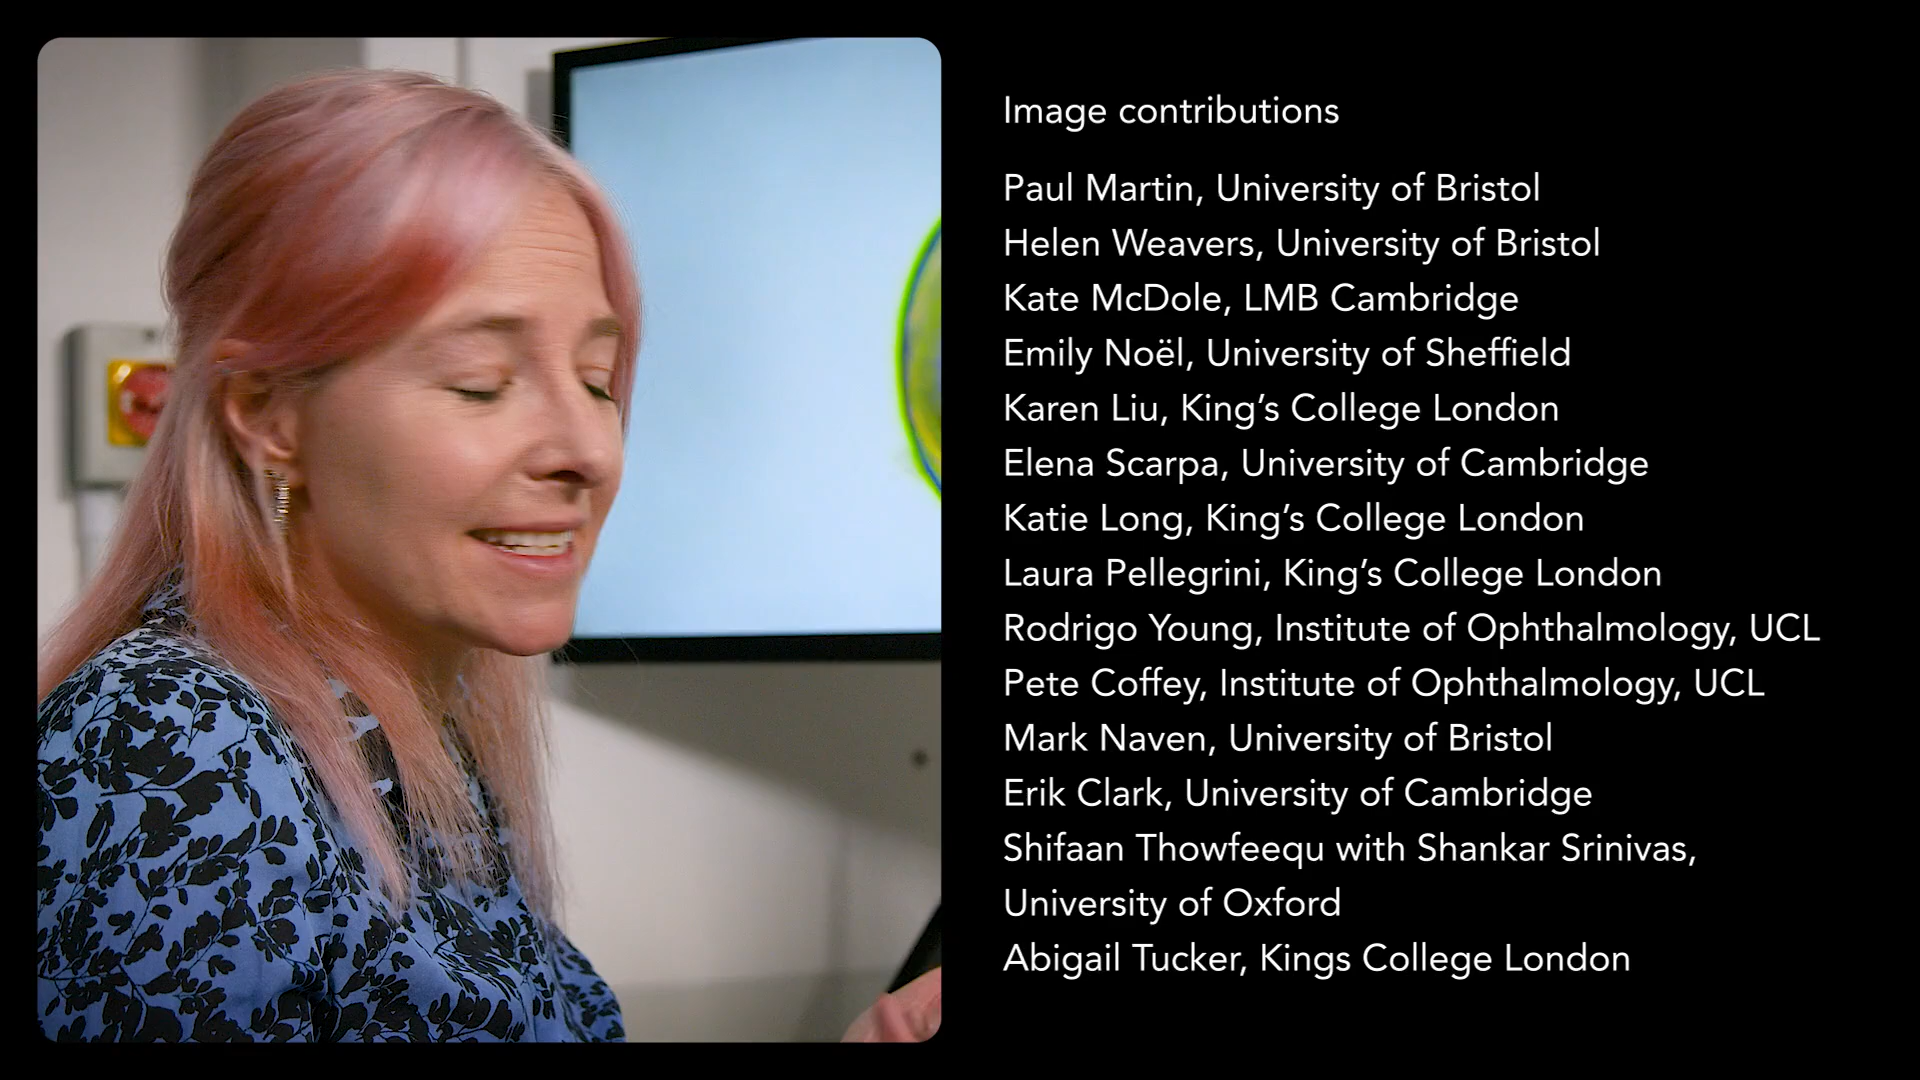 Image contributions
Paul Martin, University of Bristol
Helen Weavers, University of Bristol
Kate McDole, LMB Cambridge
Emily Noël, University of Sheffield
Karen Liu, King’s College London
Elena Scarpa, University of Cambridge
Katie Long, King’s College London
Laura Pellegrini, King’s College London
Rodrigo Young, Institute of Ophthalmology, UCL
Pete Coffey, Institute of Ophthalmology, UCL
Mark Naven, University of Bristol
Erik Clark, University of Cambridge
Shifaan Thowfeequ with Shankar Srinivas,
University of Oxford
Abigail Tucker, Kings College London